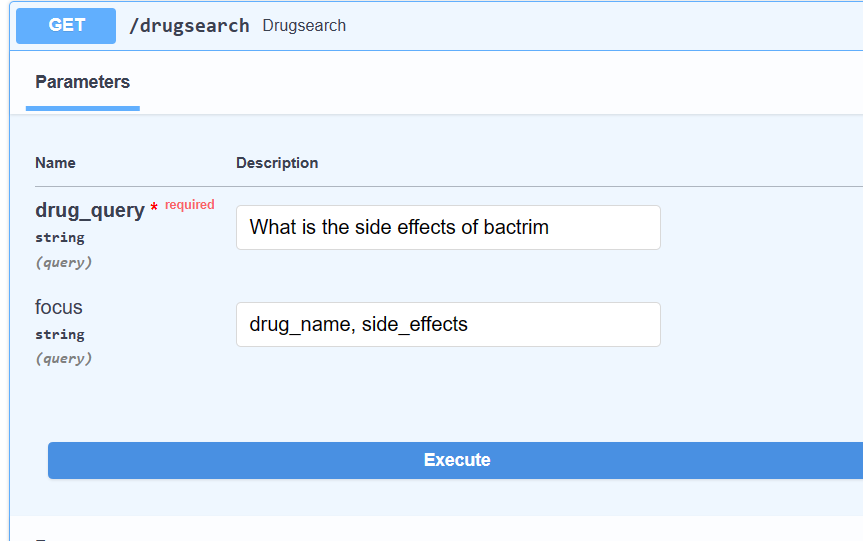 GET /drugsearch Drugsearch
Parameters
Name Description
drug_query * required
string
(query)
What is the side effects of bactrim
focus
string
(query)
drug_name, side_effects
Execute